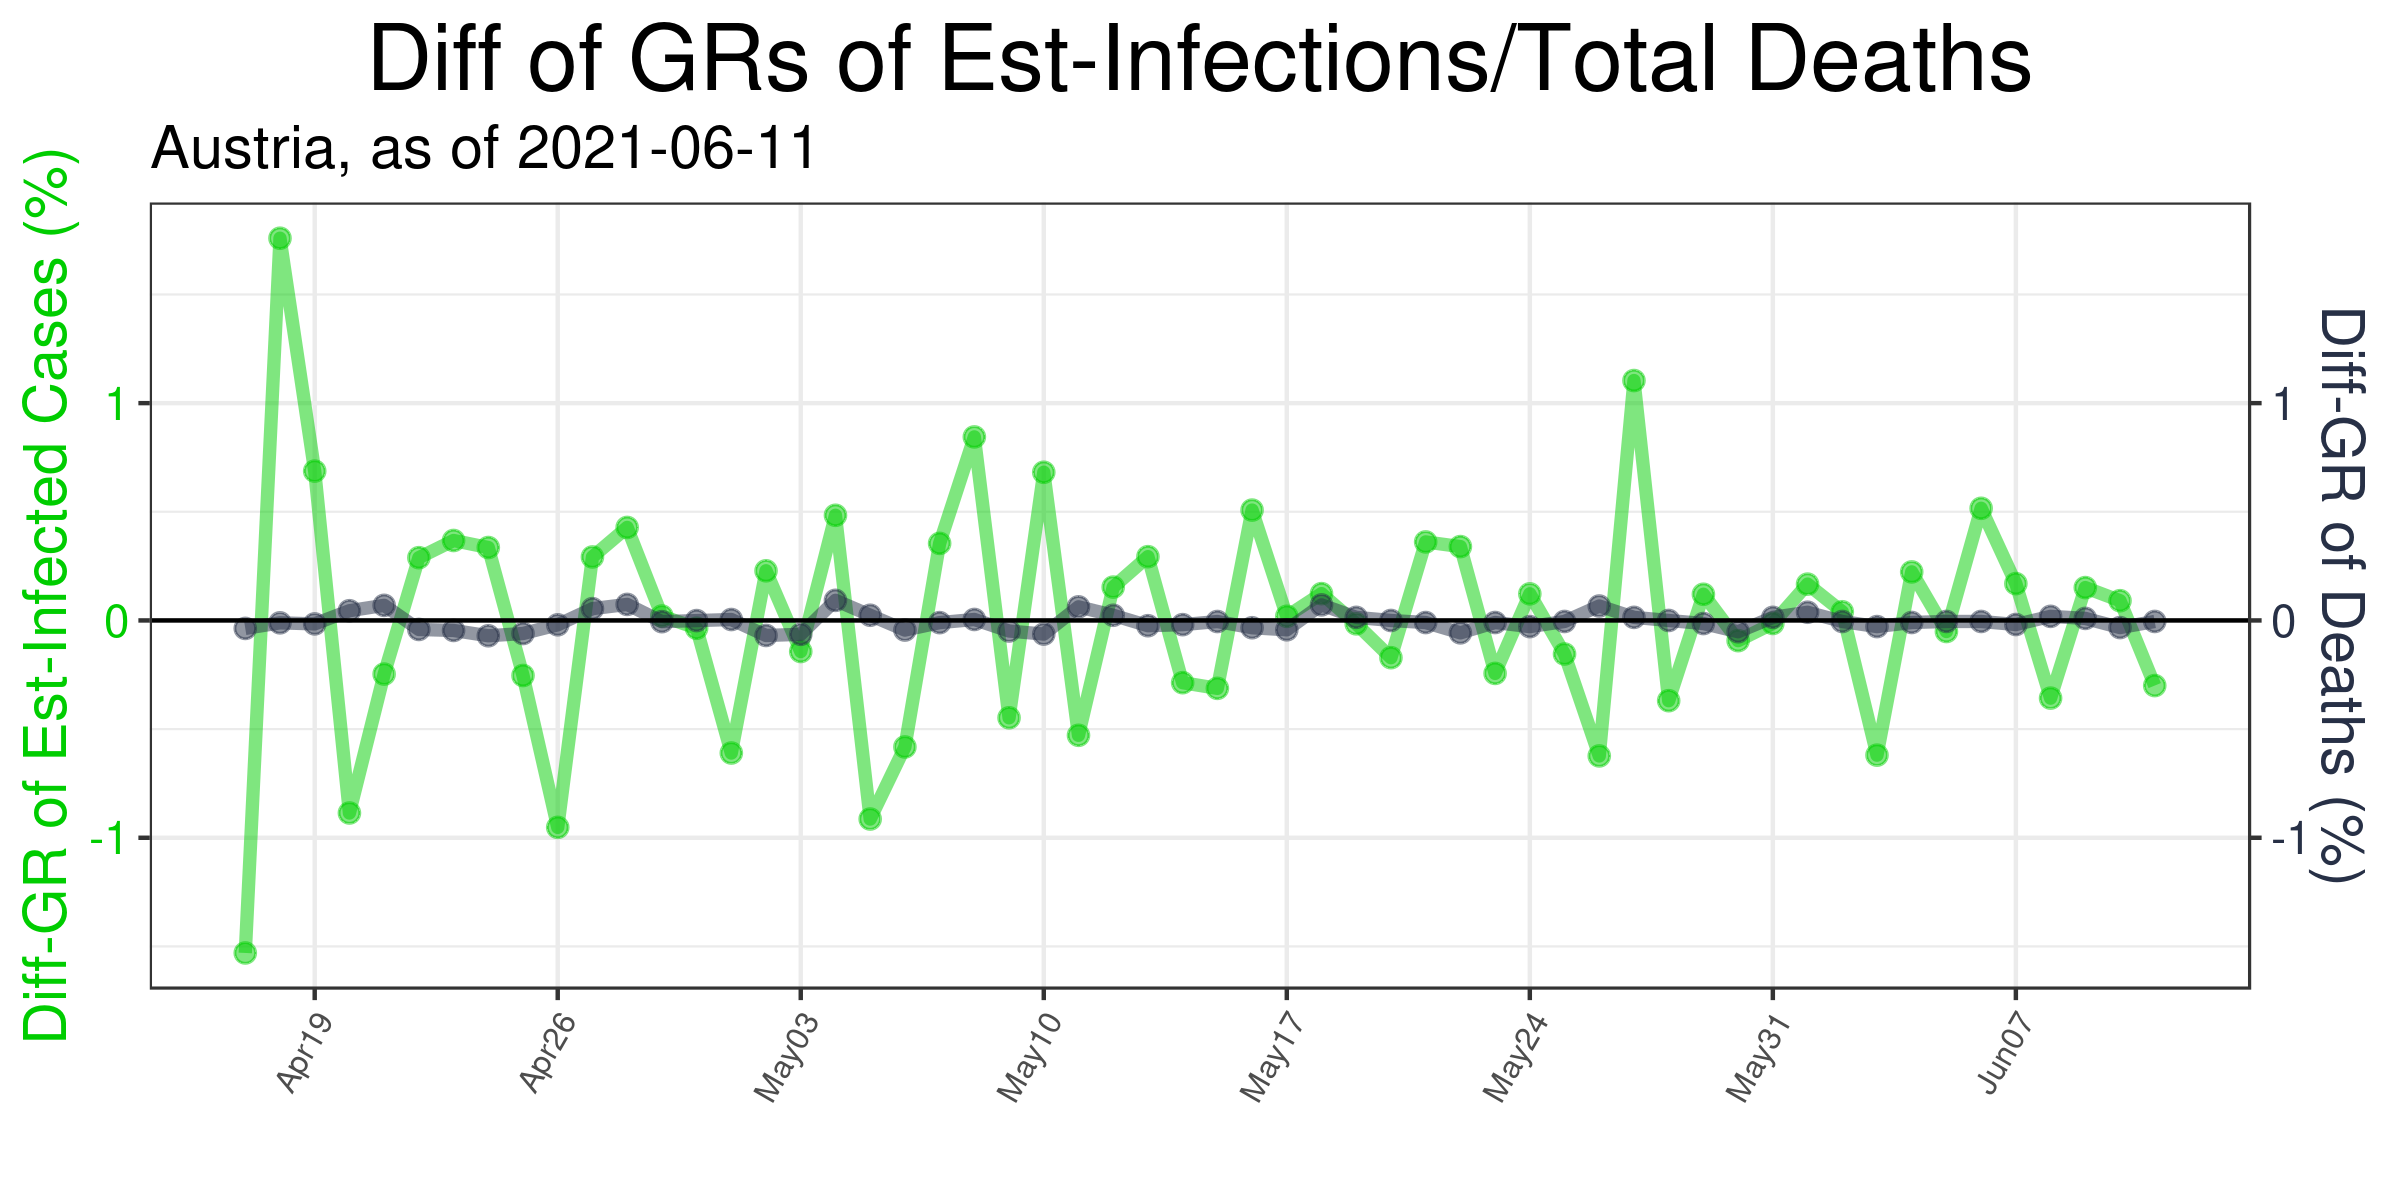 Diff of GRs of Est-Infections/Total Deaths
Austria, as of 2021-06-11
Diff-GR of Est-Infected Cases (%)
1
0
-1
1
0
-1
Diff-GR of Deaths (%)
Apr19
Apr26
May03
May10
May17
May24
May31
Jun07